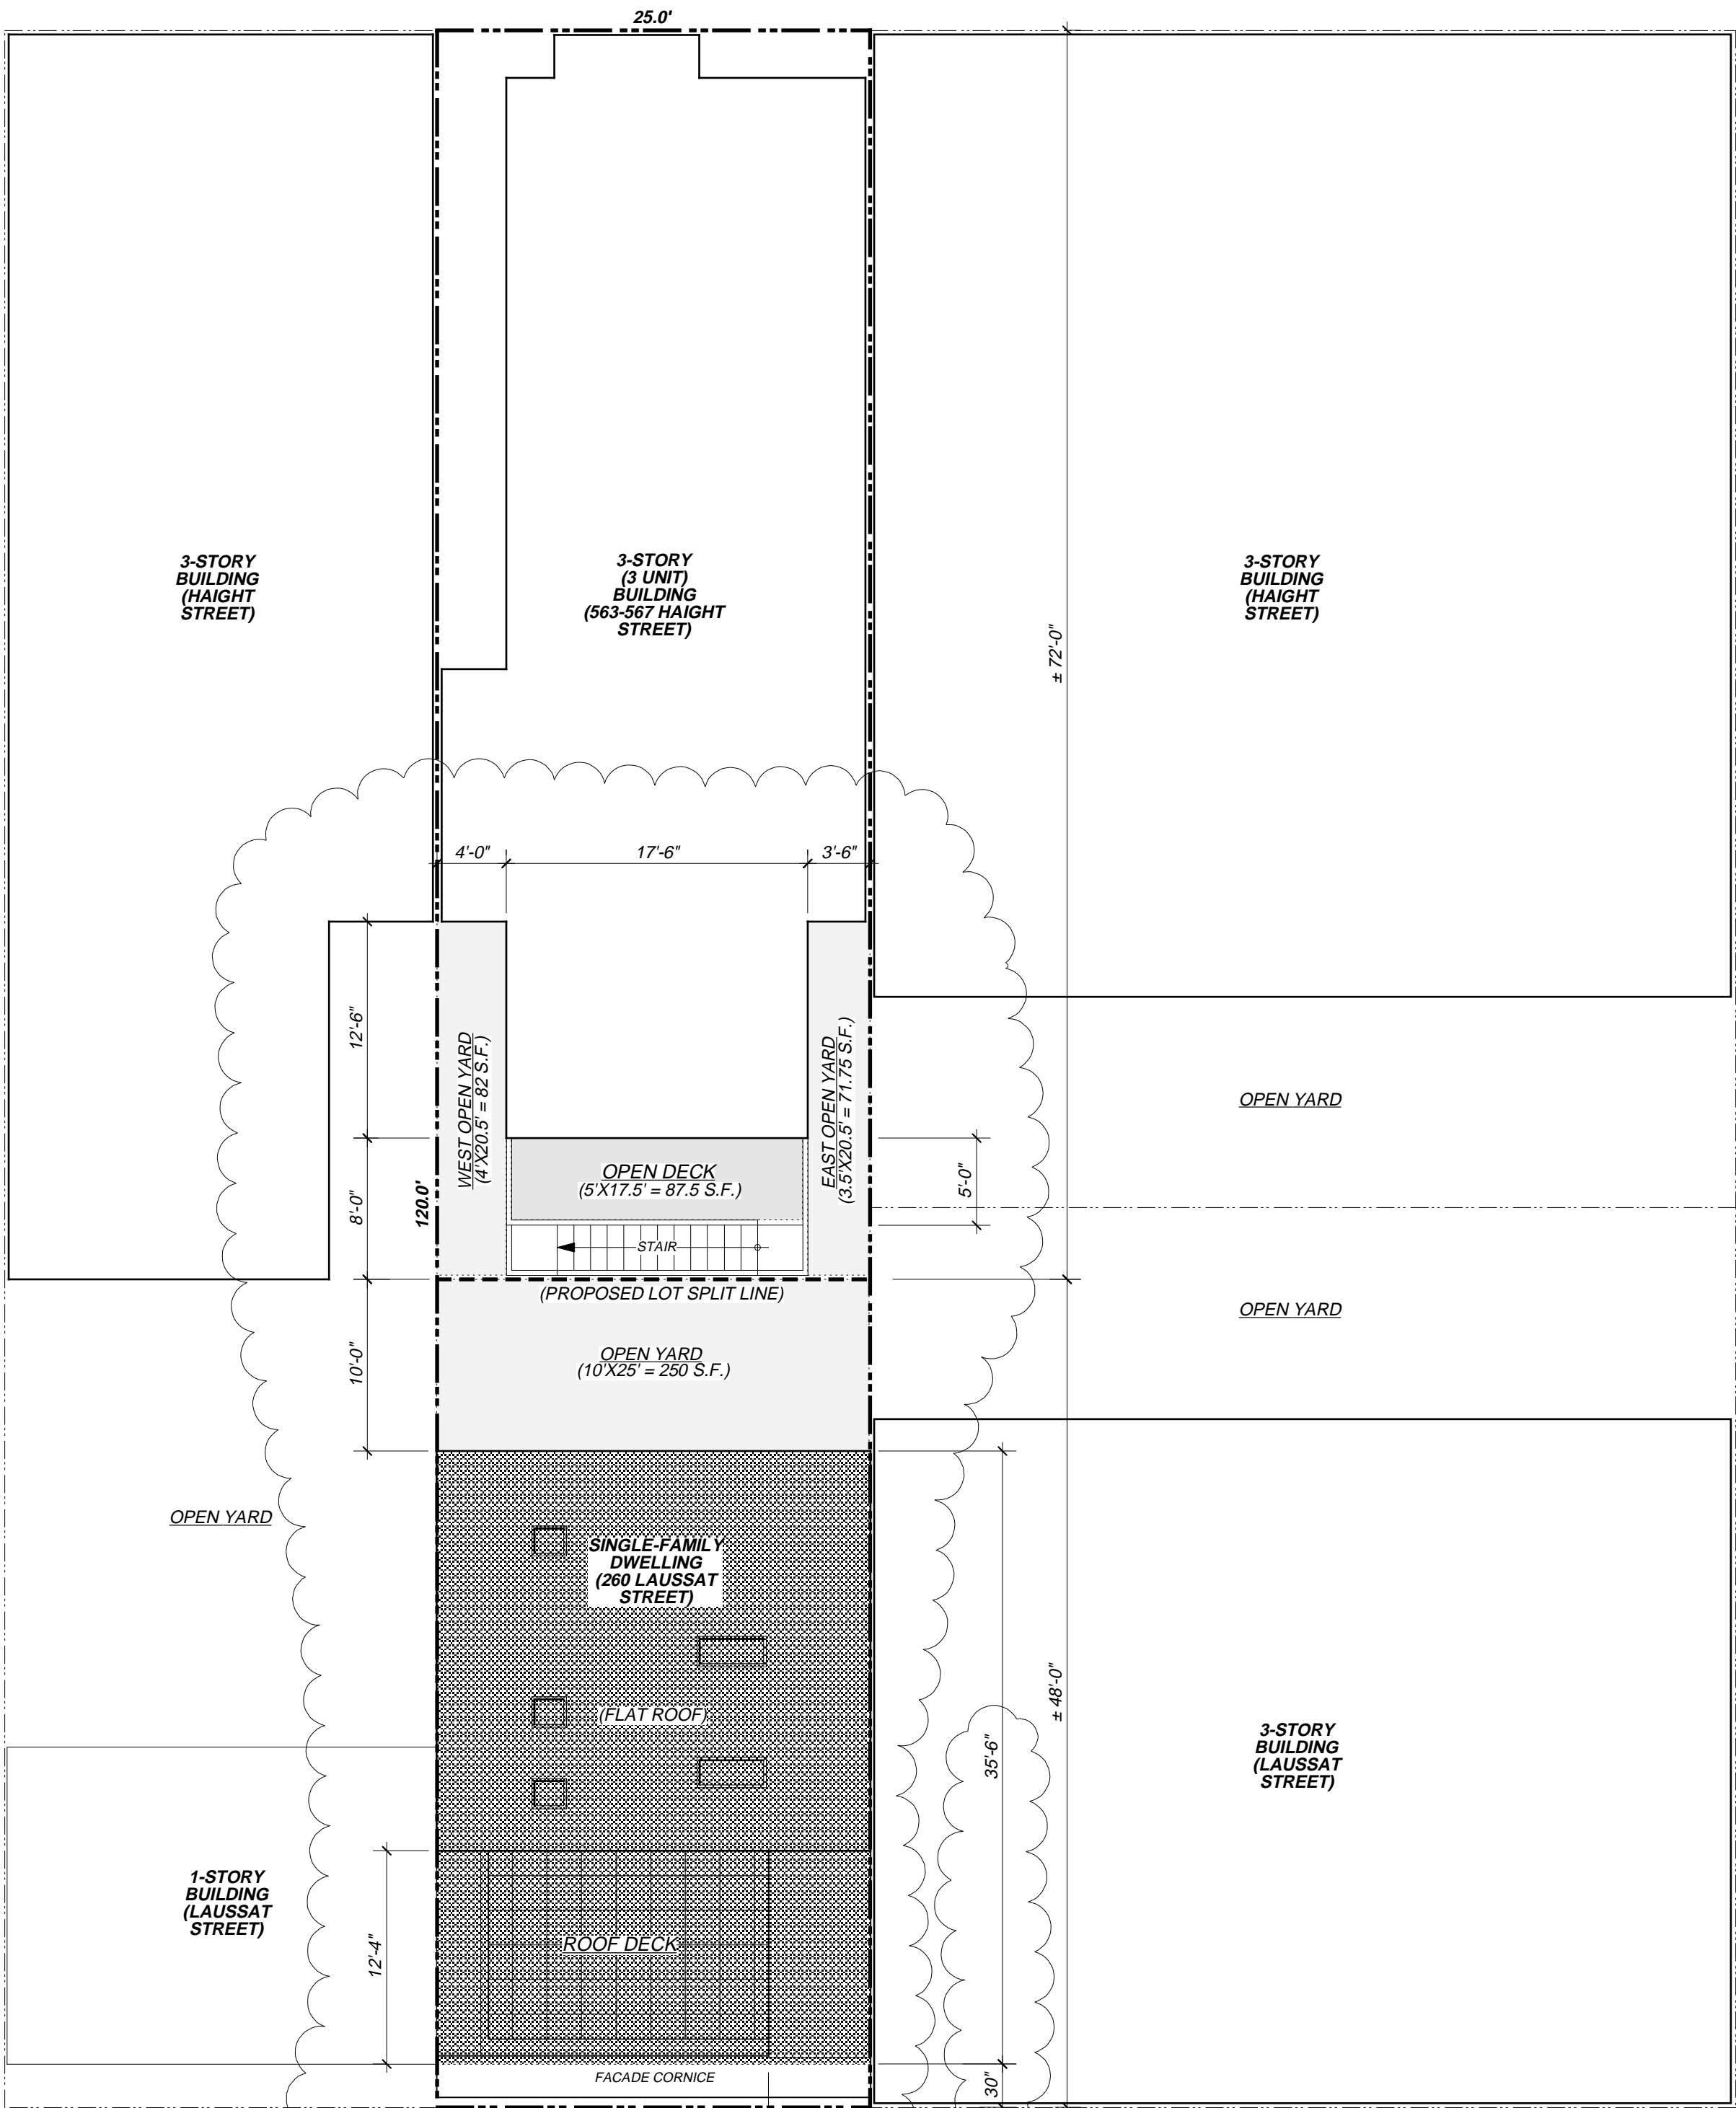 25.0'
3-STORY
BUILDING
(HAIGHT
STREET)
3-STORY
(3 UNIT)
BUILDING
(563-567 HAIGHT
STREET)
3-STORY
BUILDING
(HAIGHT
STREET)
± 72'-0"
4'-0"
17'-6"
3'-6"
12'-6"
WEST OPEN YARD
(4'X20.5' = 82 S.F.)
EAST OPEN YARD
(3.5'X20.5' = 71.75 S.F.)
OPEN YARD
8'-0"
120.0'
OPEN DECK
(5'X17.5' = 87.5 S.F.)
5'-0"
STAIR
(PROPOSED LOT SPLIT LINE)
OPEN YARD
10'-0"
OPEN YARD
(10'X25' = 250 S.F.)
OPEN YARD
SINGLE-FAMILY
DWELLING
(260 LAUSSAT
STREET)
(FLAT ROOF)
35'-6"
± 48'-0"
3-STORY
BUILDING
(LAUSSAT
STREET)
1-STORY
BUILDING
(LAUSSAT
STREET)
12'-4"
ROOF DECK
FACADE CORNICE
30"